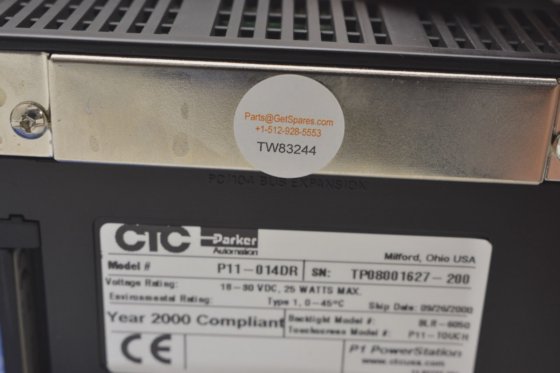 Parts@GetSpares.com
+1-512-928-5553
TW83244
PC/104 BUS EXPANSION
CTC Parker
Automation
Milford, Ohio USA
Model # P11-014DR SN: TP08001627-200
Voltage Rating: 18-30 VDC, 25 WATTS MAX.
Environmental Rating: Type 1, 0-45°C Ship Date: 09/26/2000
Year 2000 Compliant
Backlight Model #: BLR-6050
Touchscreen Model #: P11-TOUCH
CE
P1 PowerStation
www.ctcusa.com